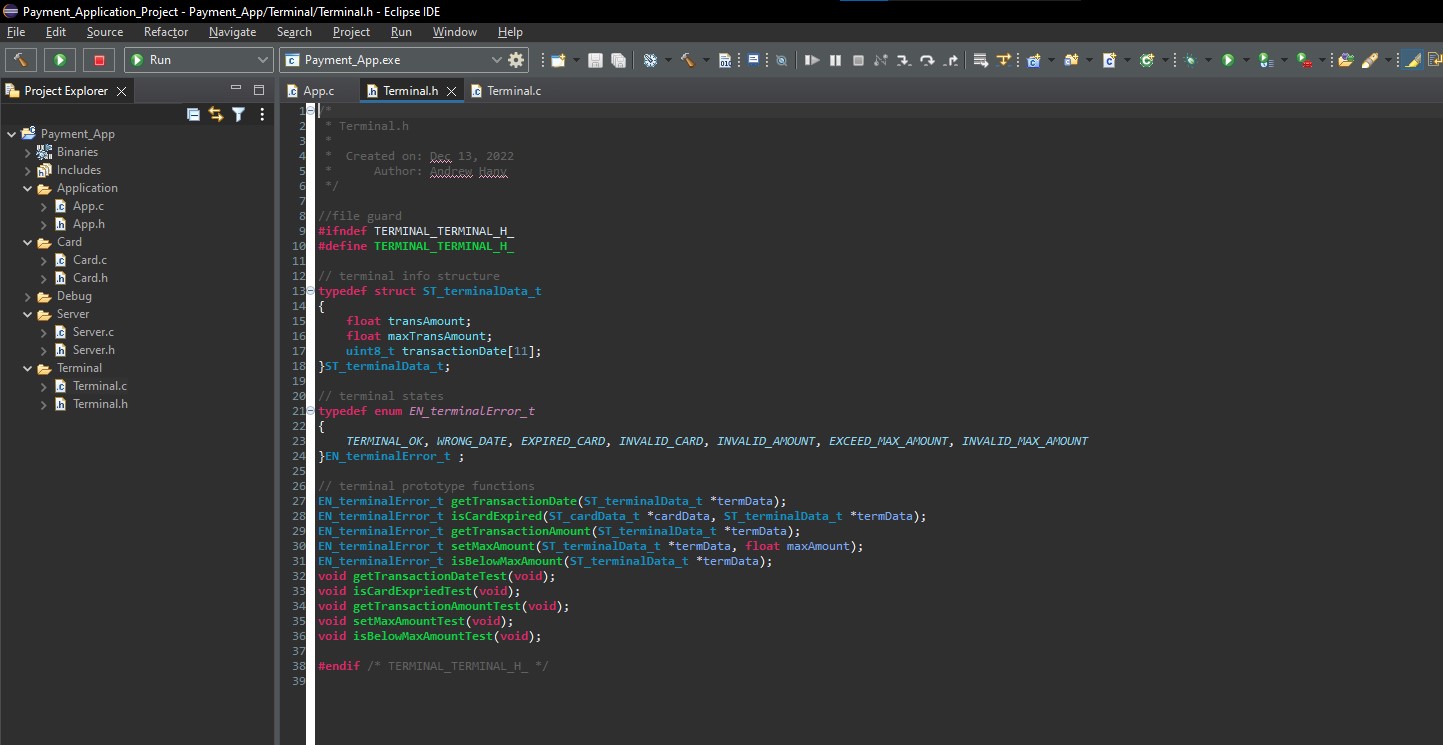 Payment_Application_Project - Payment_App/Terminal/Terminal.h - Eclipse IDE
File Edit Source Refactor Navigate Search Project Run Window Help
Run
Payment_App.exe
Project Explorer
Payment_App
Binaries
Includes
Application
App.c
App.h
Card
Card.c
Card.h
Debug
Server
Server.c
Server.h
Terminal
Terminal.c
Terminal.h
App.c Terminal.h Terminal.c
1 /*
2  * Terminal.h
3  *
4  *  Created on: Dec 13, 2022
5  *      Author: Andrew Hany
6  */
7
8 //file guard
9 #ifndef TERMINAL_TERMINAL_H_
10 #define TERMINAL_TERMINAL_H_
11
12 // terminal info structure
13 typedef struct ST_terminalData_t
14 {
15     float transAmount;
16     float maxTransAmount;
17     uint8_t transactionDate[11];
18 }ST_terminalData_t;
19
20 // terminal states
21 typedef enum EN_terminalError_t
22 {
23     TERMINAL_OK, WRONG_DATE, EXPIRED_CARD, INVALID_CARD, INVALID_AMOUNT, EXCEED_MAX_AMOUNT, INVALID_MAX_AMOUNT
24 }EN_terminalError_t ;
25
26 // terminal prototype functions
27 EN_terminalError_t getTransactionDate(ST_terminalData_t *termData);
28 EN_terminalError_t isCardExpired(ST_cardData_t *cardData, ST_terminalData_t *termData);
29 EN_terminalError_t getTransactionAmount(ST_terminalData_t *termData);
30 EN_terminalError_t setMaxAmount(ST_terminalData_t *termData, float maxAmount);
31 EN_terminalError_t isBelowMaxAmount(ST_terminalData_t *termData);
32 void getTransactionDateTest(void);
33 void isCardExpriedTest(void);
34 void getTransactionAmountTest(void);
35 void setMaxAmountTest(void);
36 void isBelowMaxAmountTest(void);
37
38 #endif /* TERMINAL_TERMINAL_H_ */
39